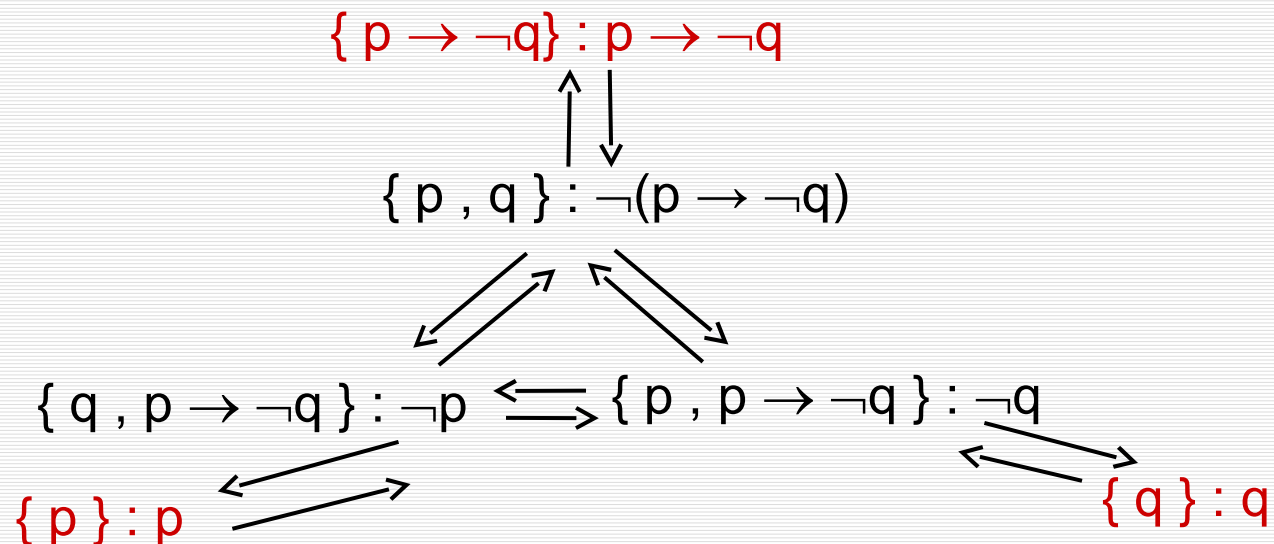 { p → ¬q} : p → ¬q
{ p , q } : ¬(p → ¬q)
{ q , p → ¬q } : ¬p
{ p , p → ¬q } : ¬q
{ p } : p
{ q } : q